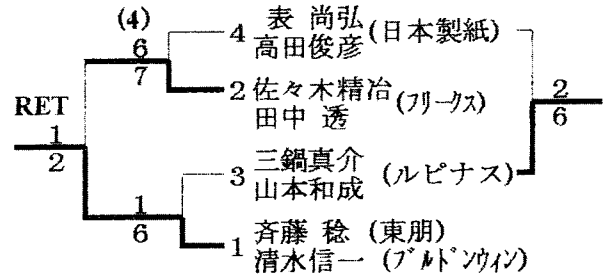 (4)
6
7
RET
1
2
1
6
4 表 尚弘 (日本製紙)
高田俊彦
2 佐々木精冶 (フリークス)
田中 透
3 三鍋真介 (ルピナス)
山本和成
1 斉藤 稔 (東朋)
清水信一 (ブルドンウィン)
2
6